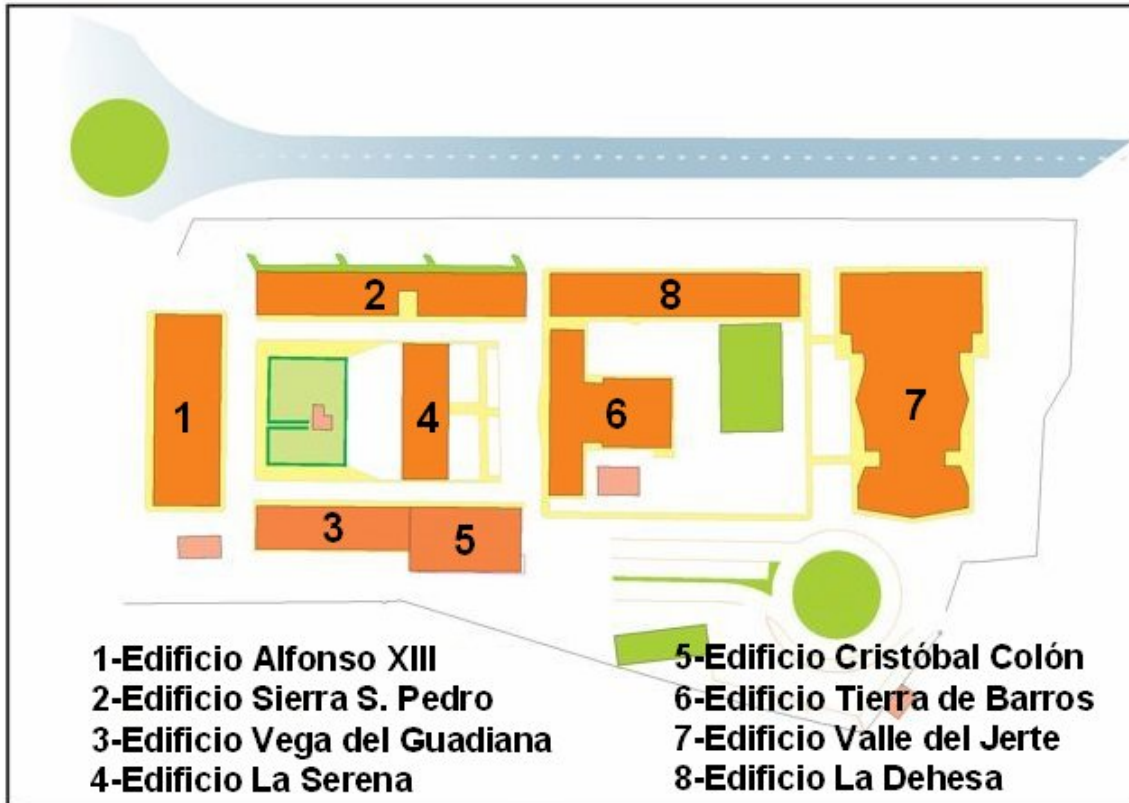 2
8
1
4
6
7
3
5
1-Edificio Alfonso XIII
2-Edificio Sierra S. Pedro
3-Edificio Vega del Guadiana
4-Edificio La Serena
5-Edificio Cristóbal Colón
6-Edificio Tierra de Barros
7-Edificio Valle del Jerte
8-Edificio La Dehesa